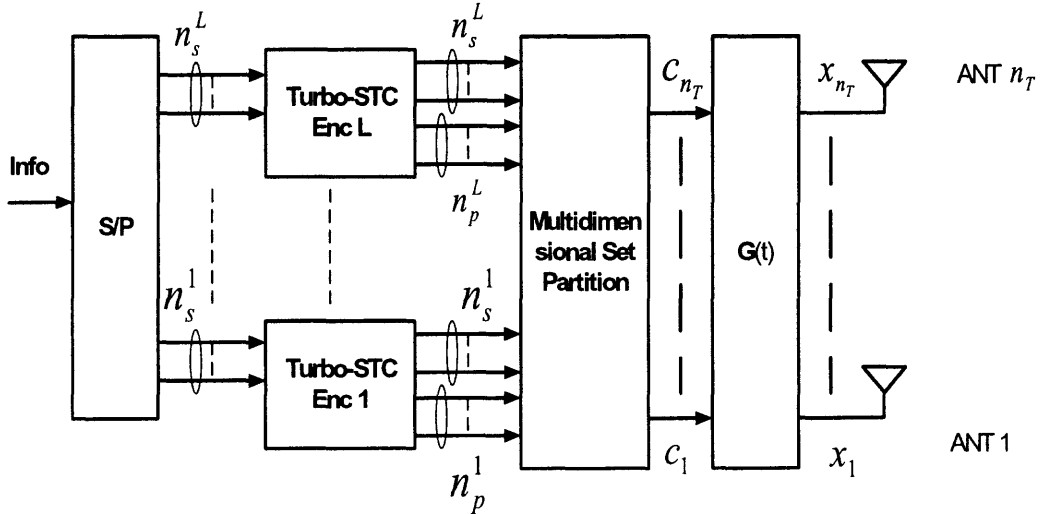 Info
S/P
n_s^L
Turbo-STC
Enc L
n_s^L
n_p^L
n_s^1
Turbo-STC
Enc 1
n_s^1
n_p^1
Multidimen
sional Set
Partition
c_{n_T}
c_1
G(t)
x_{n_T}
x_1
ANT n_T
ANT 1